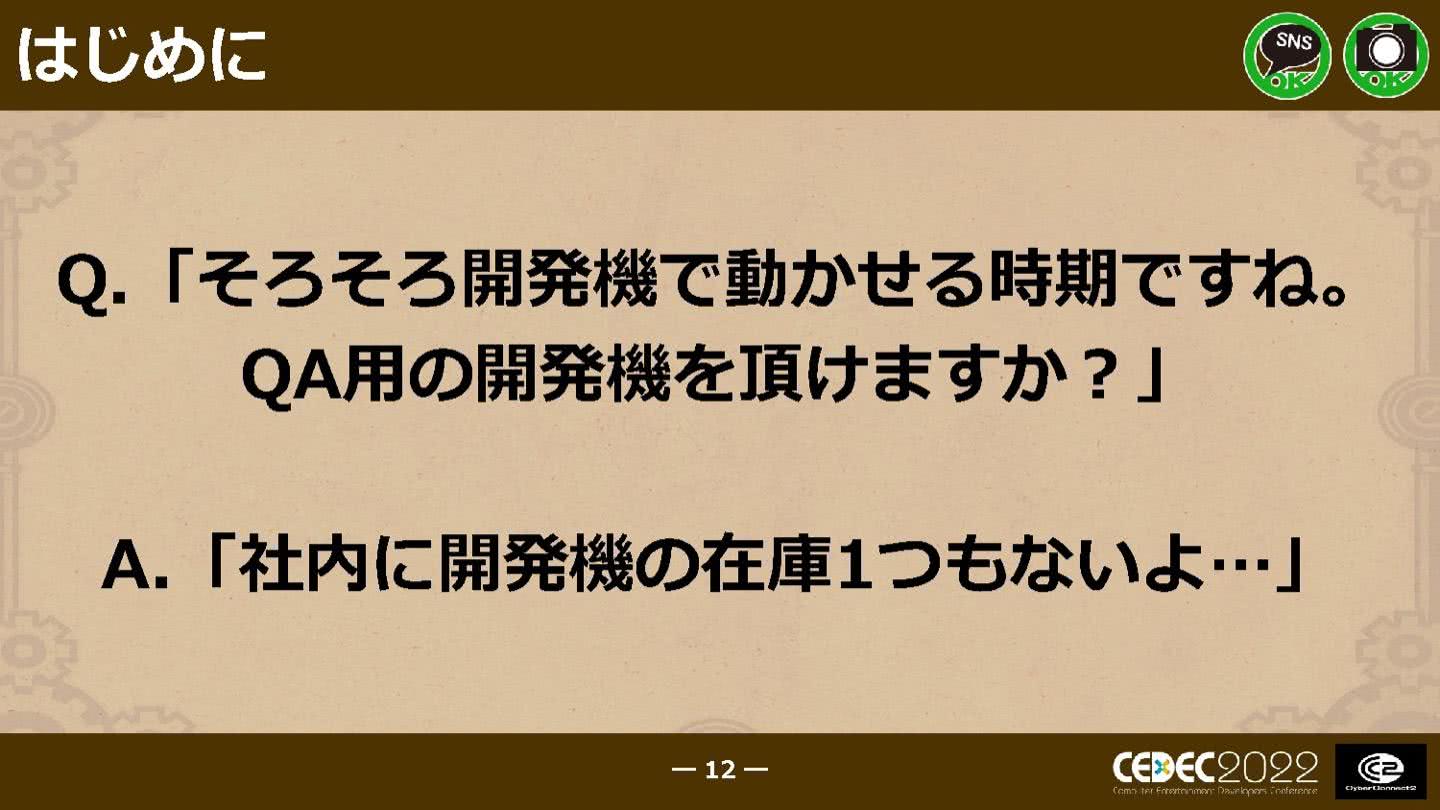 はじめに
SNS
OK
OK
Q.「そろそろ開発機で動かせる時期ですね。
QA用の開発機を頂けますか？」
A.「社内に開発機の在庫1つもないよ…」
— 12 —
CEDEC2022
Computer Entertainment Developers Conference
CyberConnect2